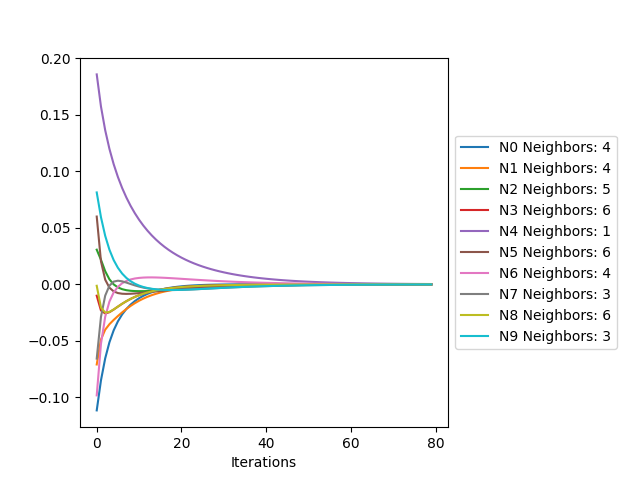 0.20
0.15
0.10
0.05
0.00
−0.05
−0.10
0
20
40
60
80
Iterations
N0 Neighbors: 4
N1 Neighbors: 4
N2 Neighbors: 5
N3 Neighbors: 6
N4 Neighbors: 1
N5 Neighbors: 6
N6 Neighbors: 4
N7 Neighbors: 3
N8 Neighbors: 6
N9 Neighbors: 3